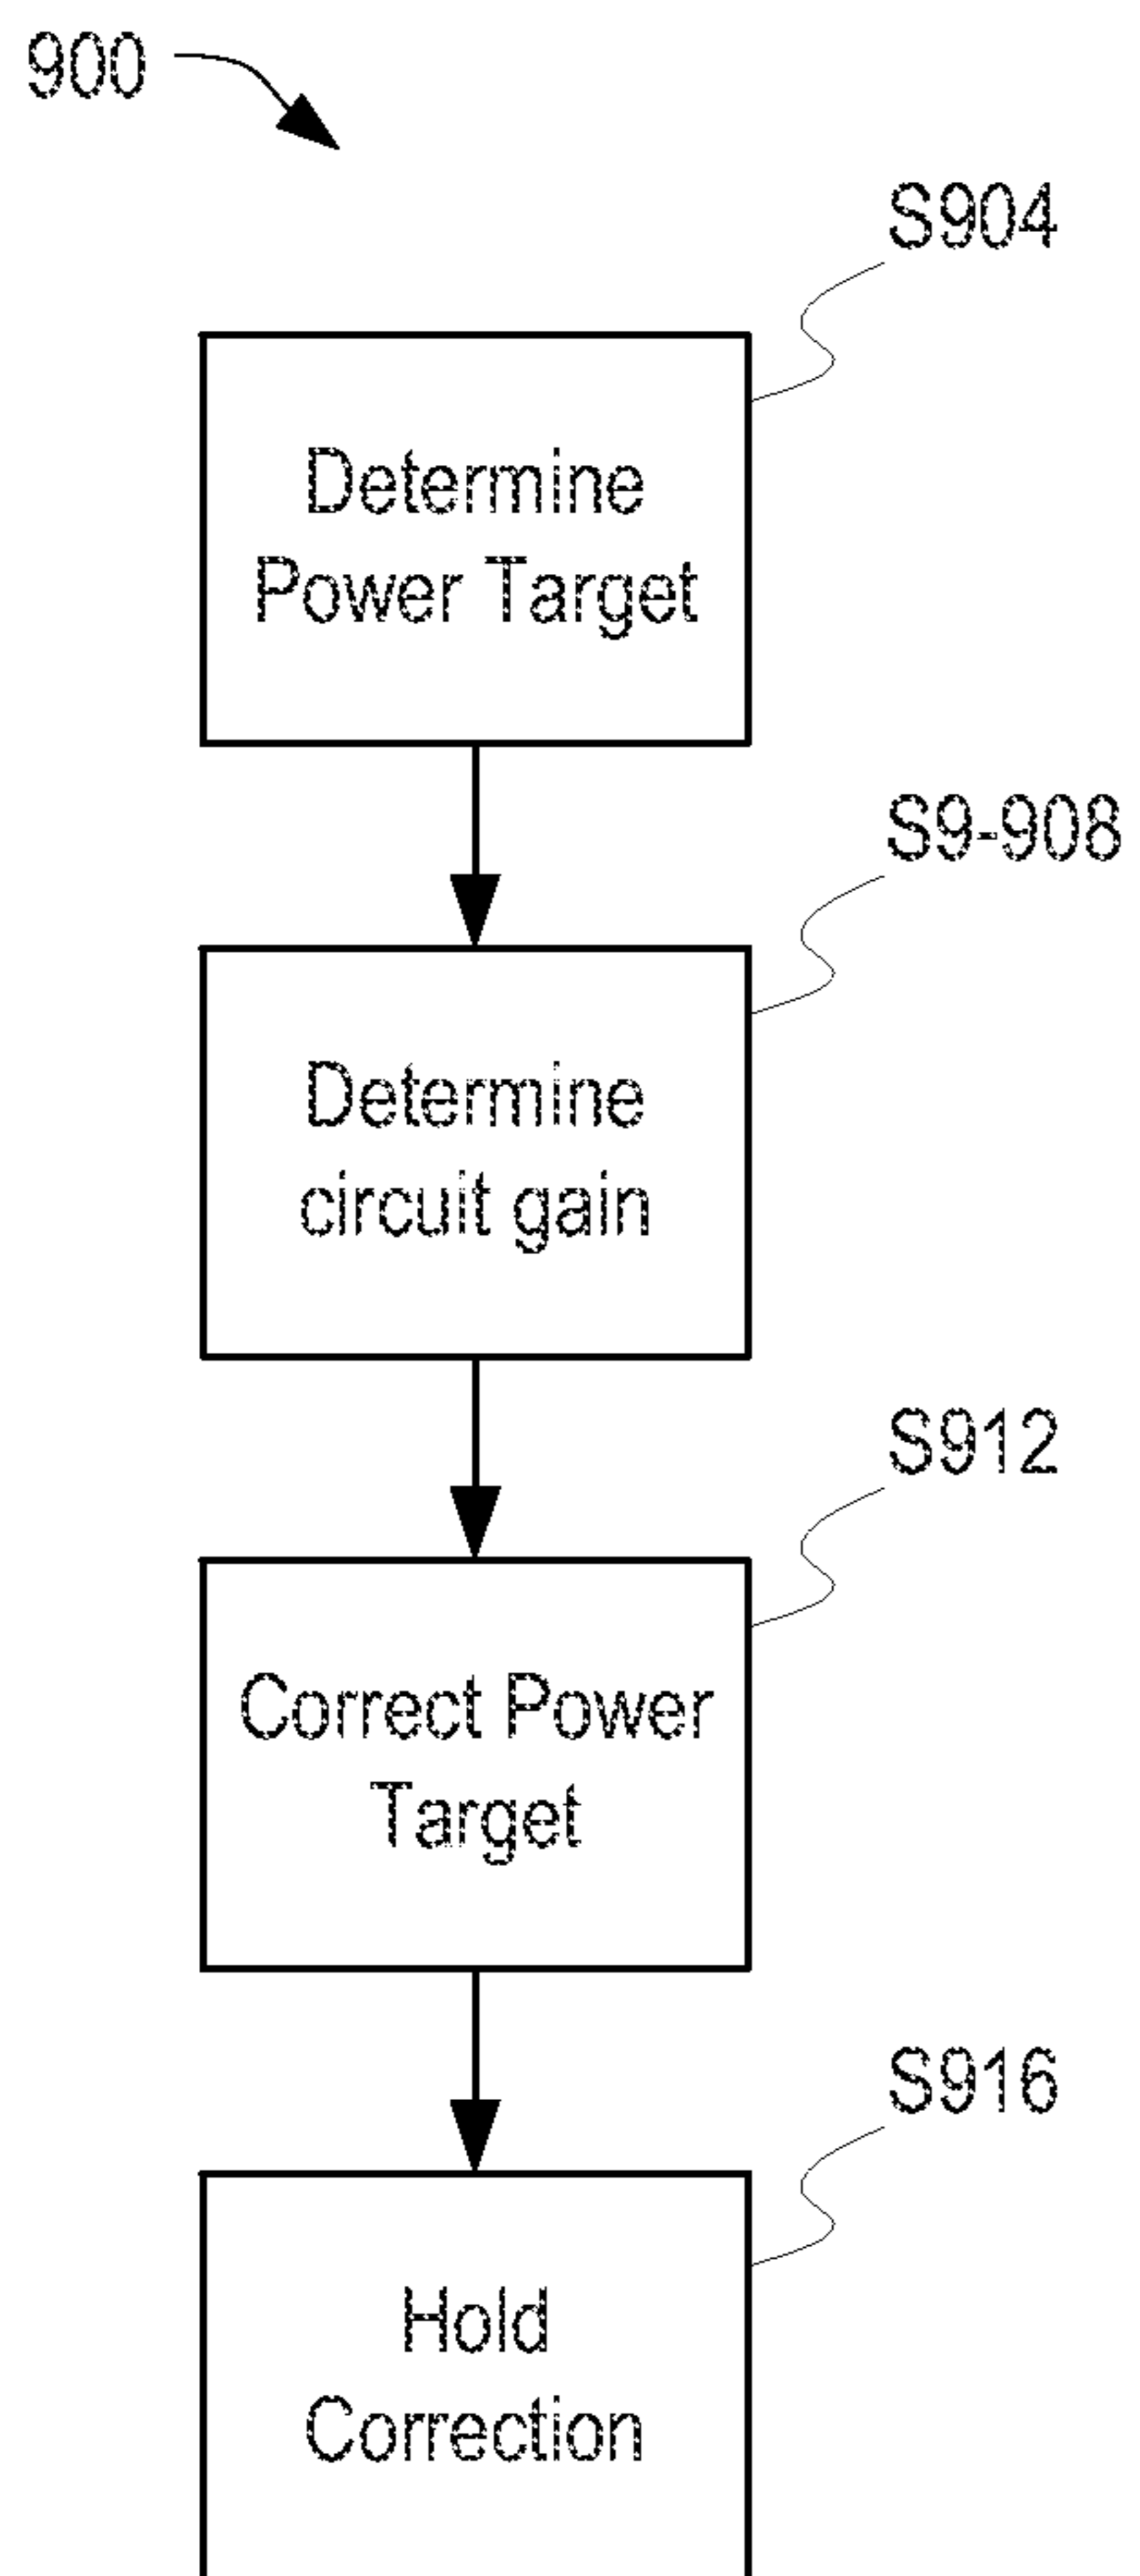 900
S904
Determine
Power Target
S9-908
Determine
circuit gain
S912
Correct Power
Target
S916
Hold
Correction